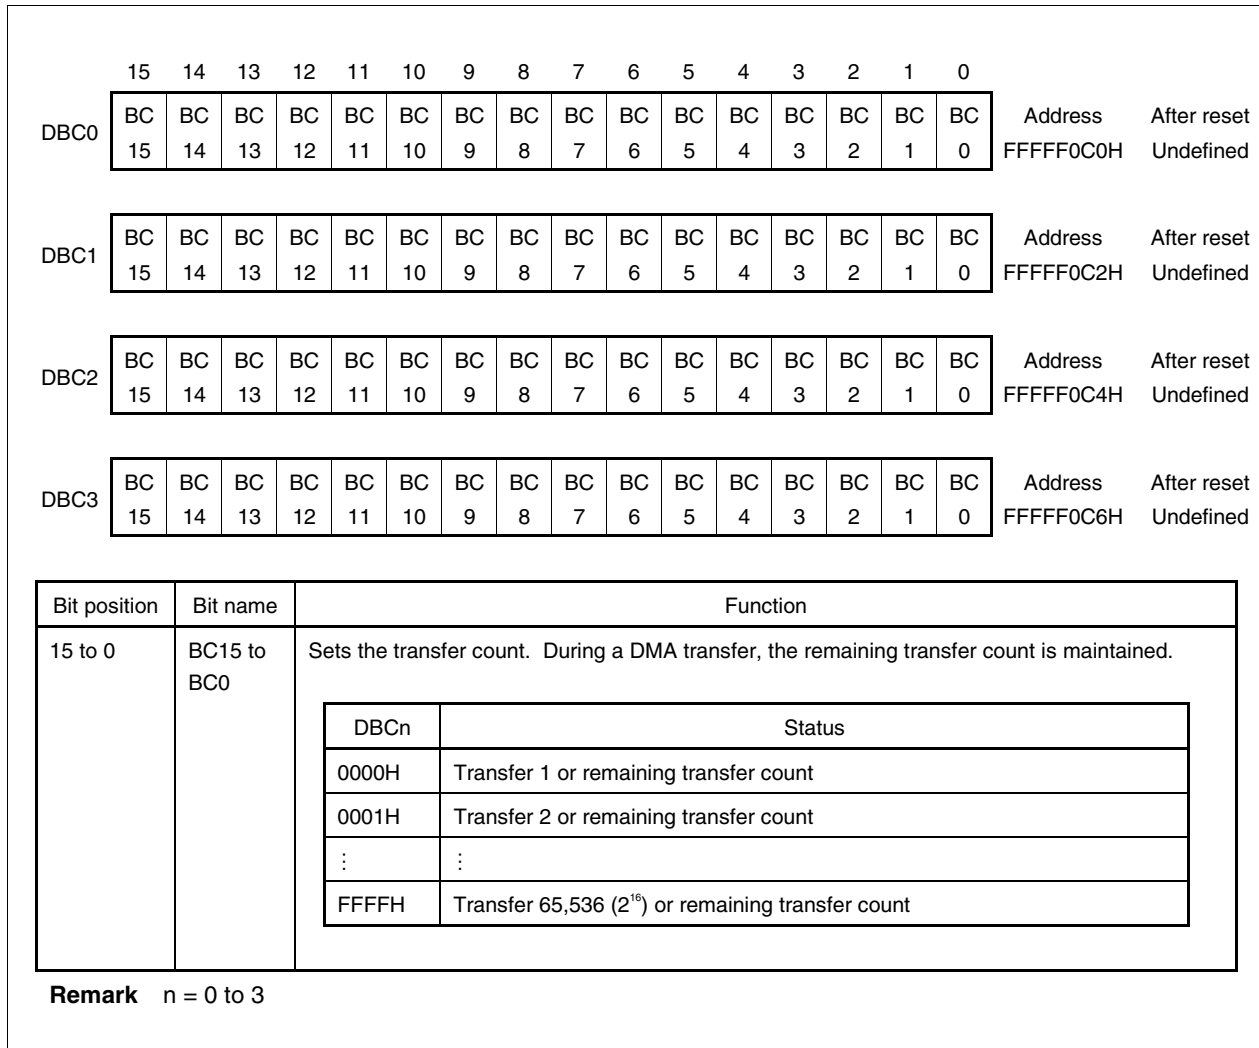 15 14 13 12 11 10 9 8 7 6 5 4 3 2 1 0
DBC0 BC BC BC BC BC BC BC BC BC BC BC BC BC BC BC BC Address After reset
15 14 13 12 11 10 9 8 7 6 5 4 3 2 1 0 FFFFF0C0H Undefined
DBC1 BC BC BC BC BC BC BC BC BC BC BC BC BC BC BC BC Address After reset
15 14 13 12 11 10 9 8 7 6 5 4 3 2 1 0 FFFFF0C2H Undefined
DBC2 BC BC BC BC BC BC BC BC BC BC BC BC BC BC BC BC Address After reset
15 14 13 12 11 10 9 8 7 6 5 4 3 2 1 0 FFFFF0C4H Undefined
DBC3 BC BC BC BC BC BC BC BC BC BC BC BC BC BC BC BC Address After reset
15 14 13 12 11 10 9 8 7 6 5 4 3 2 1 0 FFFFF0C6H Undefined
Bit position Bit name Function
15 to 0 BC15 to Sets the transfer count. During a DMA transfer, the remaining transfer count is maintained.
BC0
DBCn Status
0000H Transfer 1 or remaining transfer count
0001H Transfer 2 or remaining transfer count
⋮ ⋮
FFFFH Transfer 65,536 (2¹⁶) or remaining transfer count
Remark n = 0 to 3